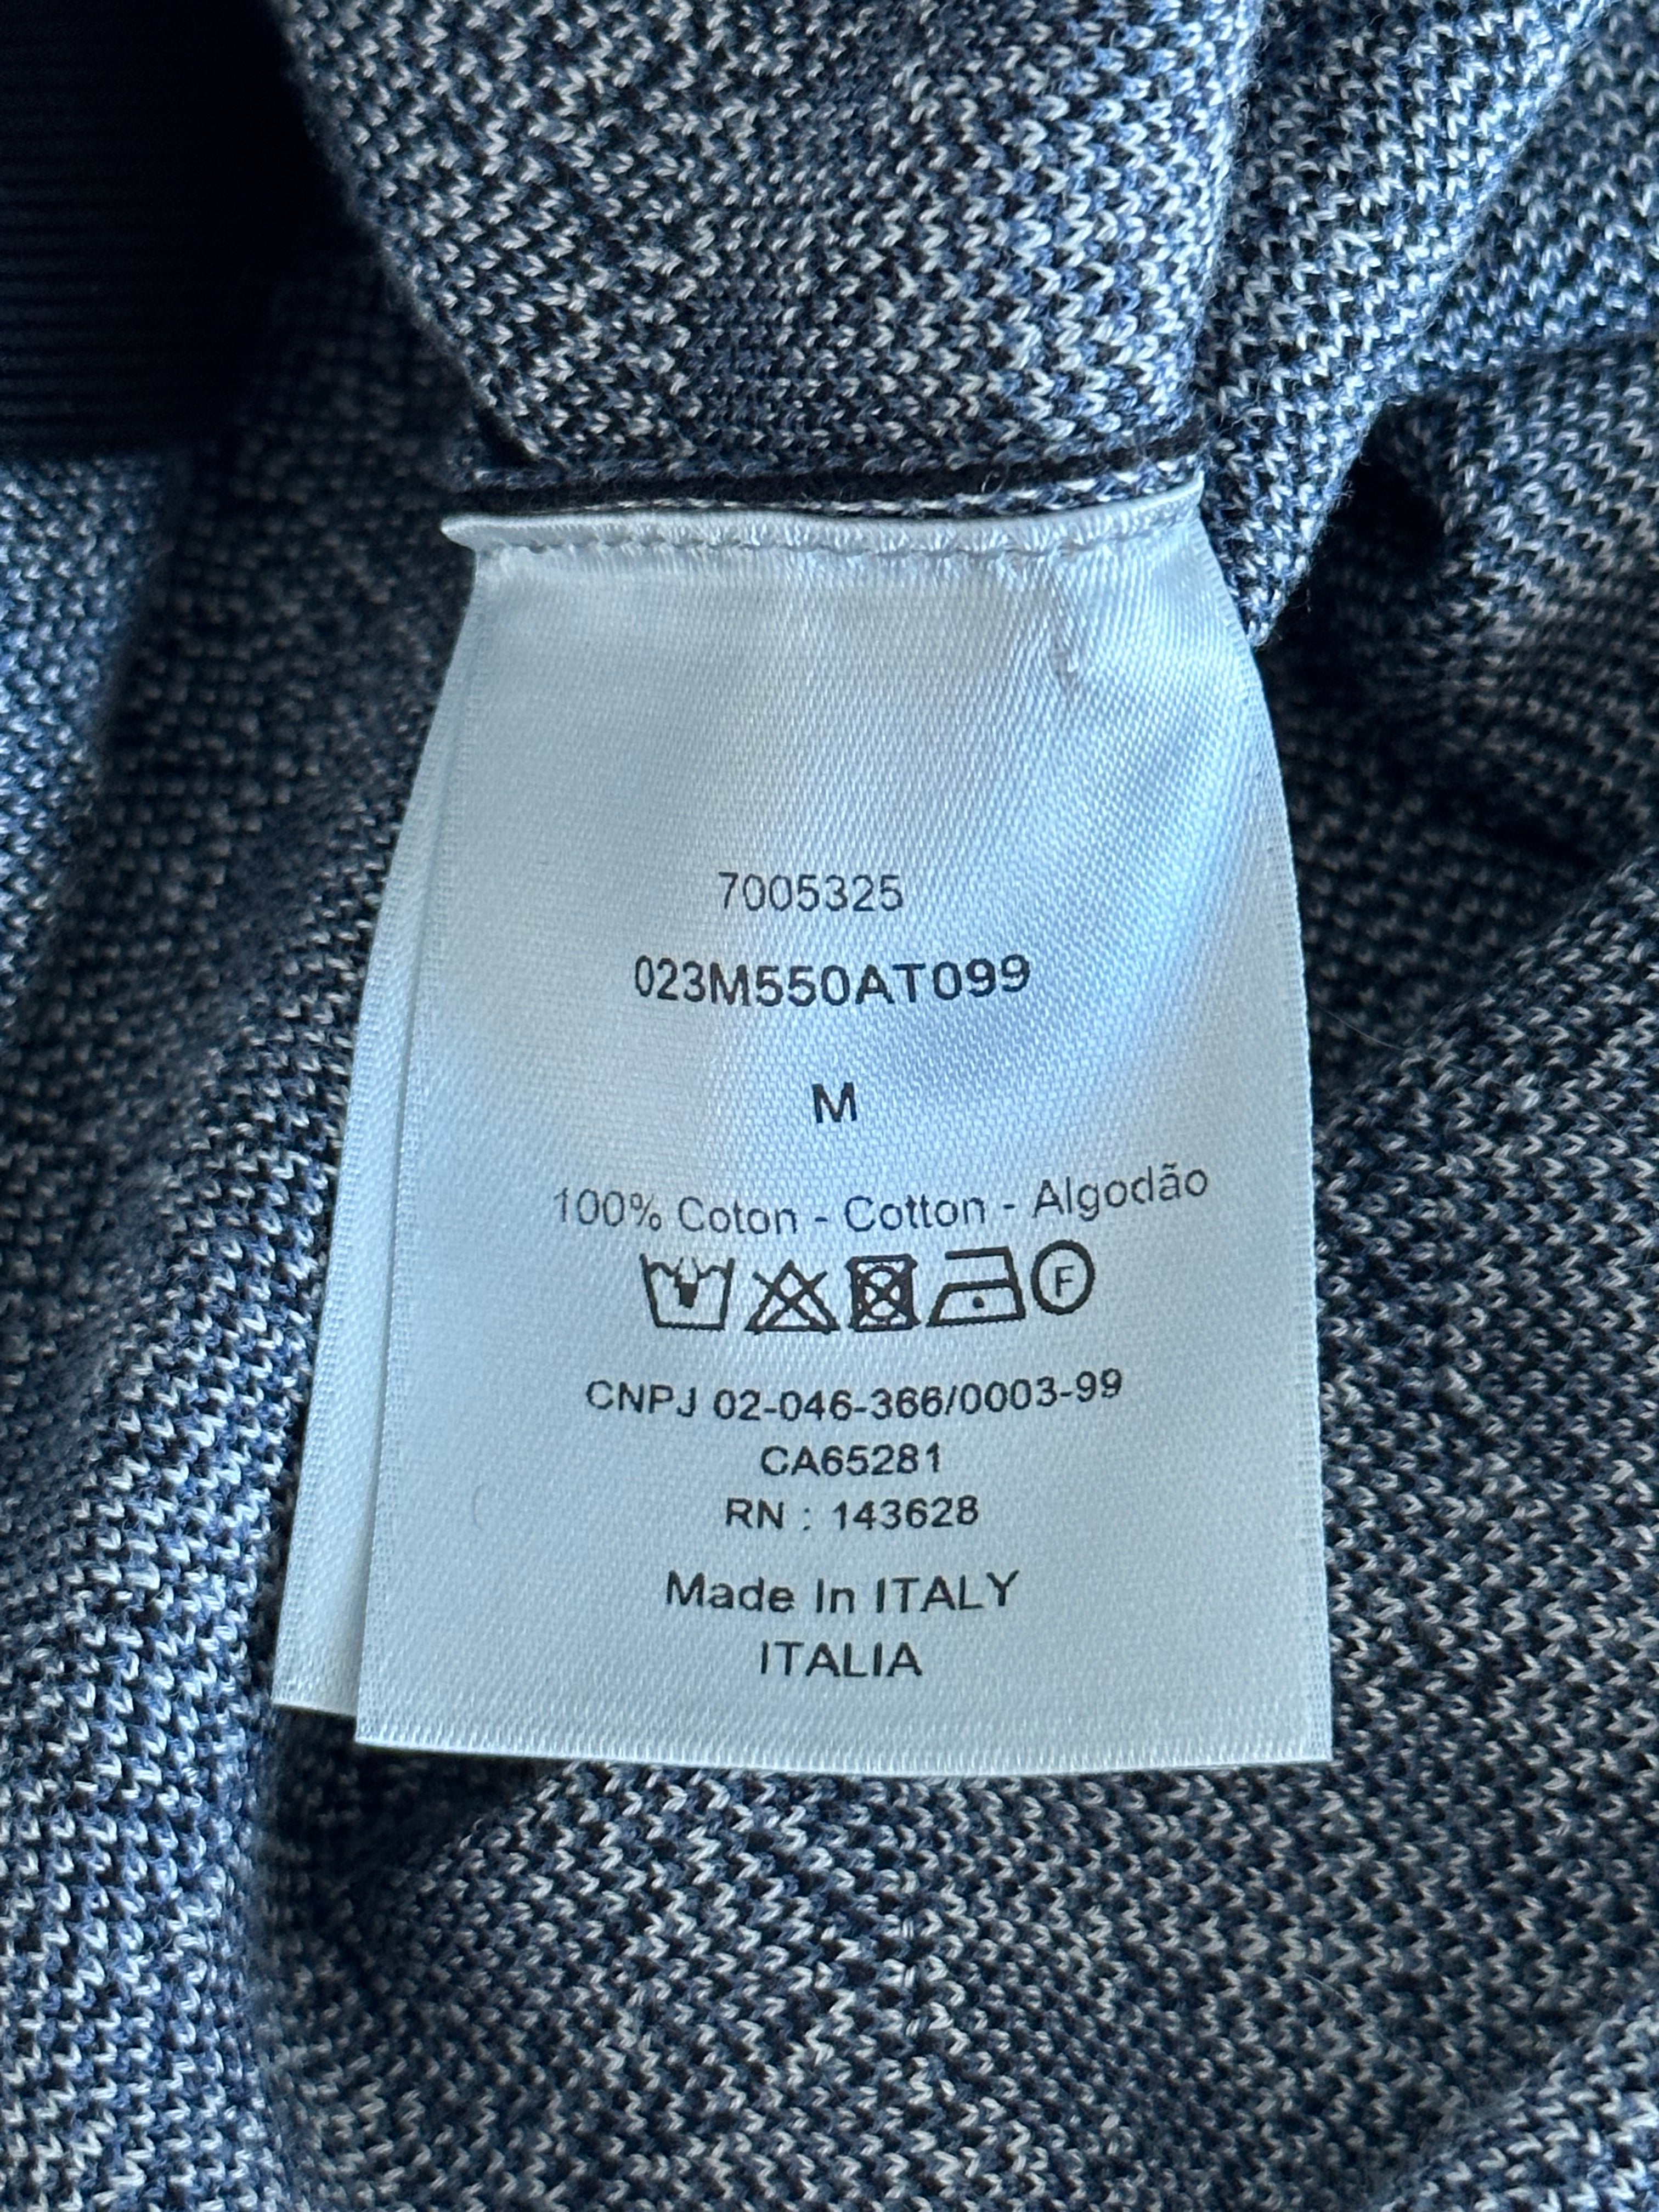 7005325
023M550AT099
M
100% Coton - Cotton - Algodão
F
CNPJ 02-046-366/0003-99
CA65281
RN : 143628
Made In ITALY
ITALIA